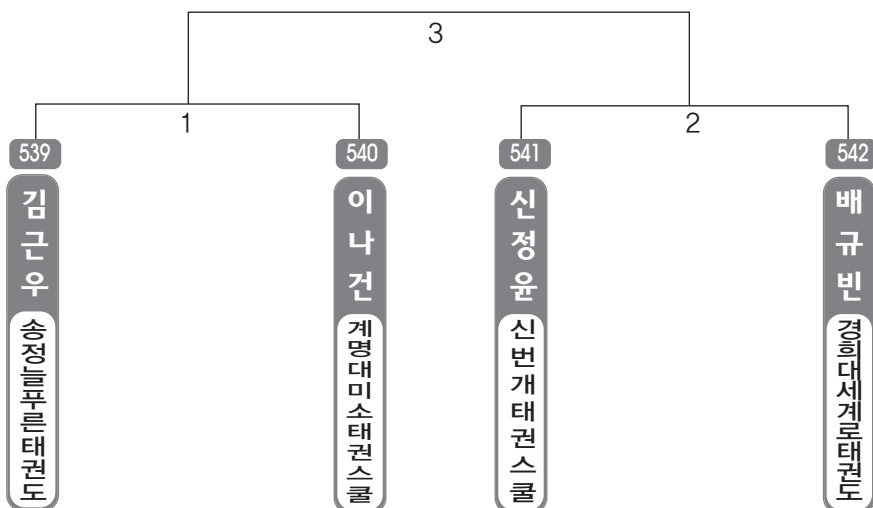 3
1
2
539
540
541
542
김근우
송정늘푸른태권도
이나건
계명대미소태권스쿨
신정윤
신번개태권스쿨
배규빈
경희대세계로태권도